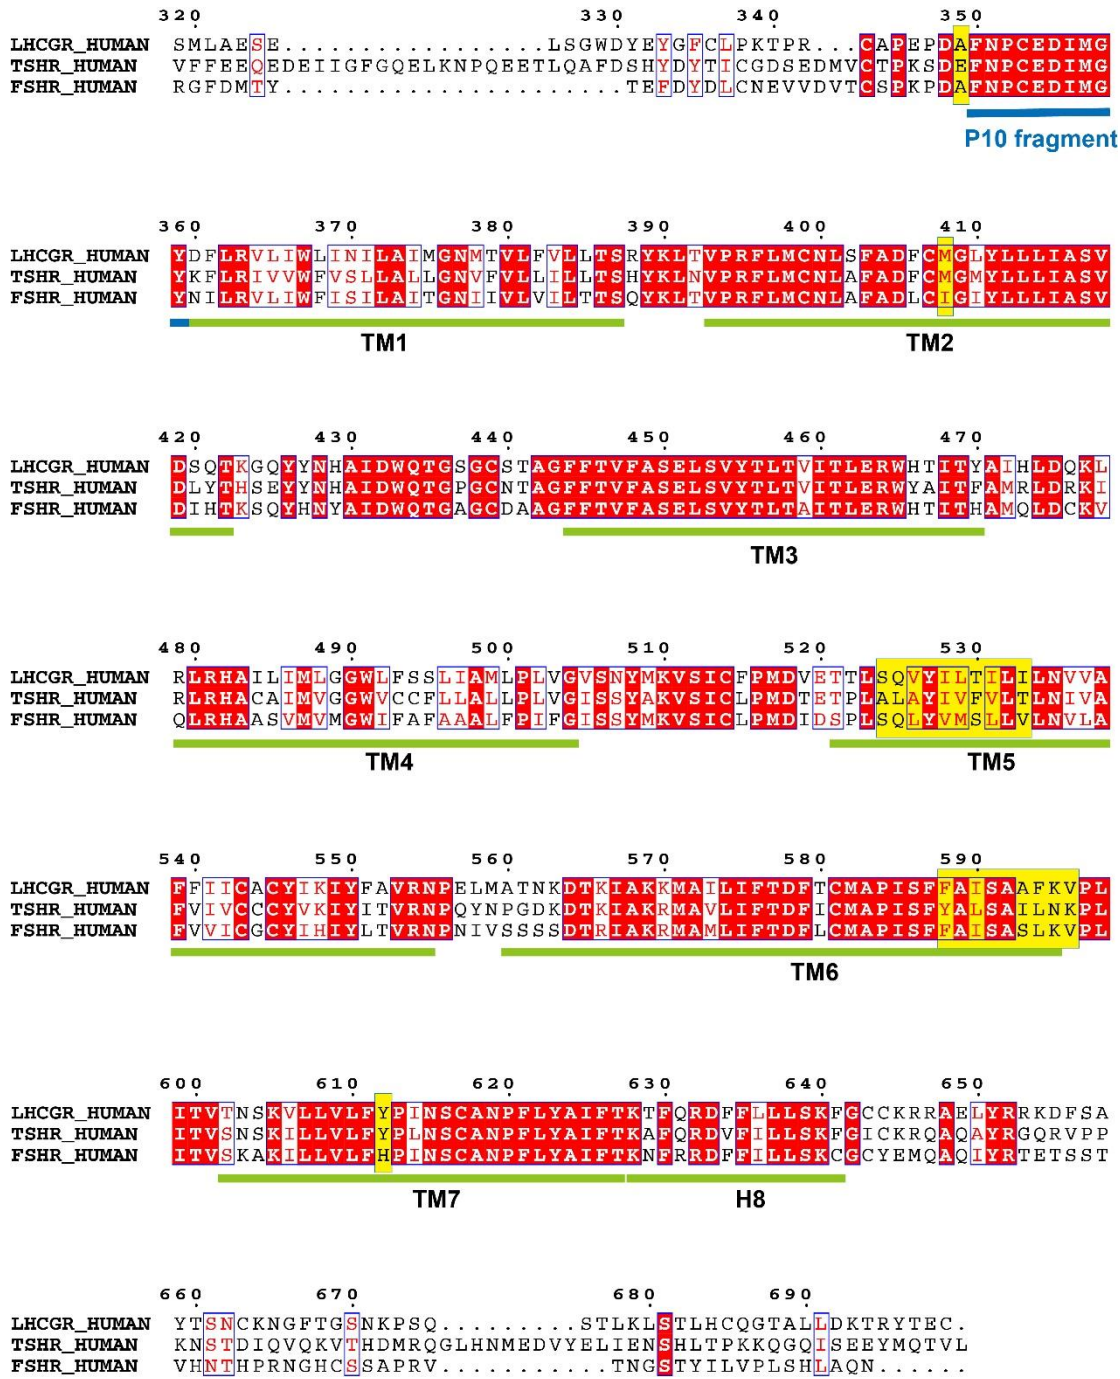 320 330 340 350
LHCGR_HUMAN SMLAESE.................LSGWDYEYGFCLPKTPR...CAPEPDAFNPCEDIMG
TSHR_HUMAN VFFEEQEDEIIGFGQELKNPQEETLQAFDSHYDYTICGDSEDMVCTPKSDEFNPCEDIMG
FSHR_HUMAN RGFDMTY......................TEFDYDLCNEVVDVTCSPKPDAFNPCEDIMG
P10 fragment
360 370 380 390 400 410
LHCGR_HUMAN YDFLRVLIWLINILAIMGNMTVLFVLLTSRYKLTVPRFLMCNLSFADFCMGLYLLLIASV
TSHR_HUMAN YKFLRIVVWFVSLLALLGNVFVLLILLTSHYKLNVPRFLMCNLAFADFCMGMYLLLIASV
FSHR_HUMAN YNILRVLIWFISILAITGNIIVLVILTTSQYKLTVPRFLMCNLAFADLCIGIYLLLIASV
TM1 TM2
420 430 440 450 460 470
LHCGR_HUMAN DSQTKGQYYNHAIDWQTGSGCSTAGFFTVFASELSVYTLTVITLERWHTITYAIHLDQKL
TSHR_HUMAN DLYTHSEYYNHAIDWQTGPGCNTAGFFTVFASELSVYTLTVITLERWYAITFAMRLDRKI
FSHR_HUMAN DIHTKSQYHNYAIDWQTGAGCDAAGFFTVFASELSVYTLTAITLERWHTITHAMQLDCKV
TM3
480 490 500 510 520 530
LHCGR_HUMAN RLRHAILIMLGGWLFSSLIAMLPLVGVSNYMKVSICFPMDVETTLSQVYILTILILNVVA
TSHR_HUMAN RLRHACAIMVGGWVCCFLLALLPLVGISSYAKVSICLPMDTETPLALAYIVFVLTLNIVA
FSHR_HUMAN QLRHAASVMVMGWIFAFAAALFPIFGISSYMKVSICLPMDIDSPLSQLYVMSLLVLNVLA
TM4 TM5
540 550 560 570 580 590
LHCGR_HUMAN FFIICACYIKIYFAVRNPELMATNKDTKIAKKMAILIFTDFTCMAPISFFAISAAFKVPL
TSHR_HUMAN FVIVCCCYVKIYITVRNPQYNPGDKDTKIAKRMAVLIFTDFICMAPISFYALSAILNKPL
FSHR_HUMAN FVVICGCYIHIYLTVRNPNIVSSSSDTRIAKRMAMLIFTDFLCMAPISFFAISASLKVPL
TM6
600 610 620 630 640 650
LHCGR_HUMAN ITVTNSKVLLVLFYPINSCANPFLYAIFTKTFQRDFFLLLSKFGCCKRRAELYRRKDFSA
TSHR_HUMAN ITVSNSKILLVLFYPLNSCANPFLYAIFTKAFQRDVFILLSKFGICKRQAQAYRGQRVPP
FSHR_HUMAN ITVSKAKILLVLFHPINSCANPFLYAIFTKNFRRDFFILLSKCGCYEMQAQIYRTETSST
TM7 H8
660 670 680 690
LHCGR_HUMAN YTSNCKNGFTGSNKPSQ.........STLKLSTLHCQGTALLDKTRYTEC.
TSHR_HUMAN KNSTDIQVQKVTHDMRQGLHNMEDVYELIENSHLTPKKQGQISEEYMQTVL
FSHR_HUMAN VHNTHPRNGHCSSAPRV...........TNGSTYILVPLSHLAQN......